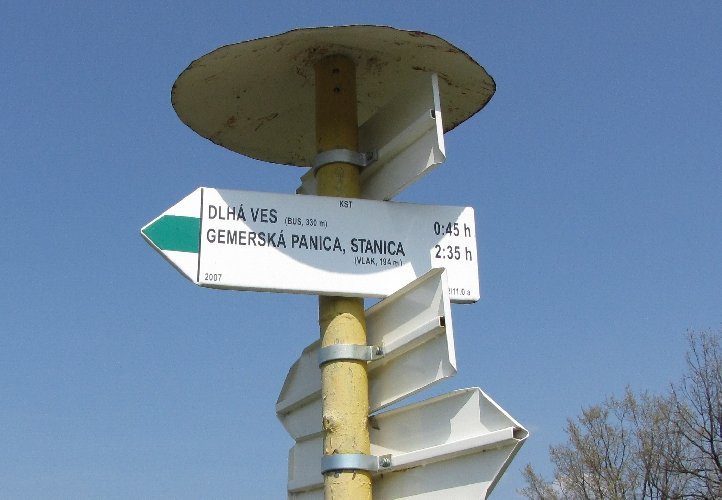 KST
DLHÁ VES (BUS, 330 m) 0:45 h
GEMERSKÁ PANICA, STANICA 2:35 h
(VLAK, 194 m)
2007